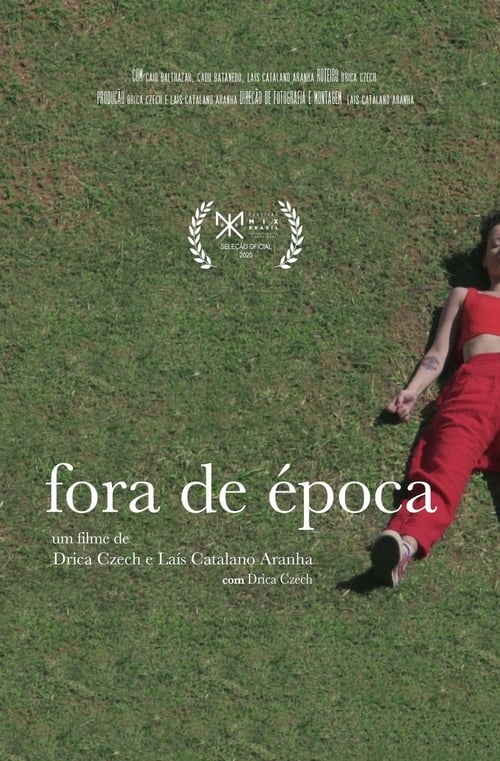 COM CAIO BALTHAZAR, CADU BATANERO, LAÍS CATALANO ARANHA ROTEIRO DRICA CZECH
PRODUÇÃO DRICA CZECH E LAÍS CATALANO ARANHA DIREÇÃO DE FOTOGRAFIA E MONTAGEM LAÍS CATALANO ARANHA
FESTIVAL
MIX
BRASIL
SELEÇÃO OFICIAL
2020
fora de época
um filme de
Drica Czech e Laís Catalano Aranha
com Drica Czech